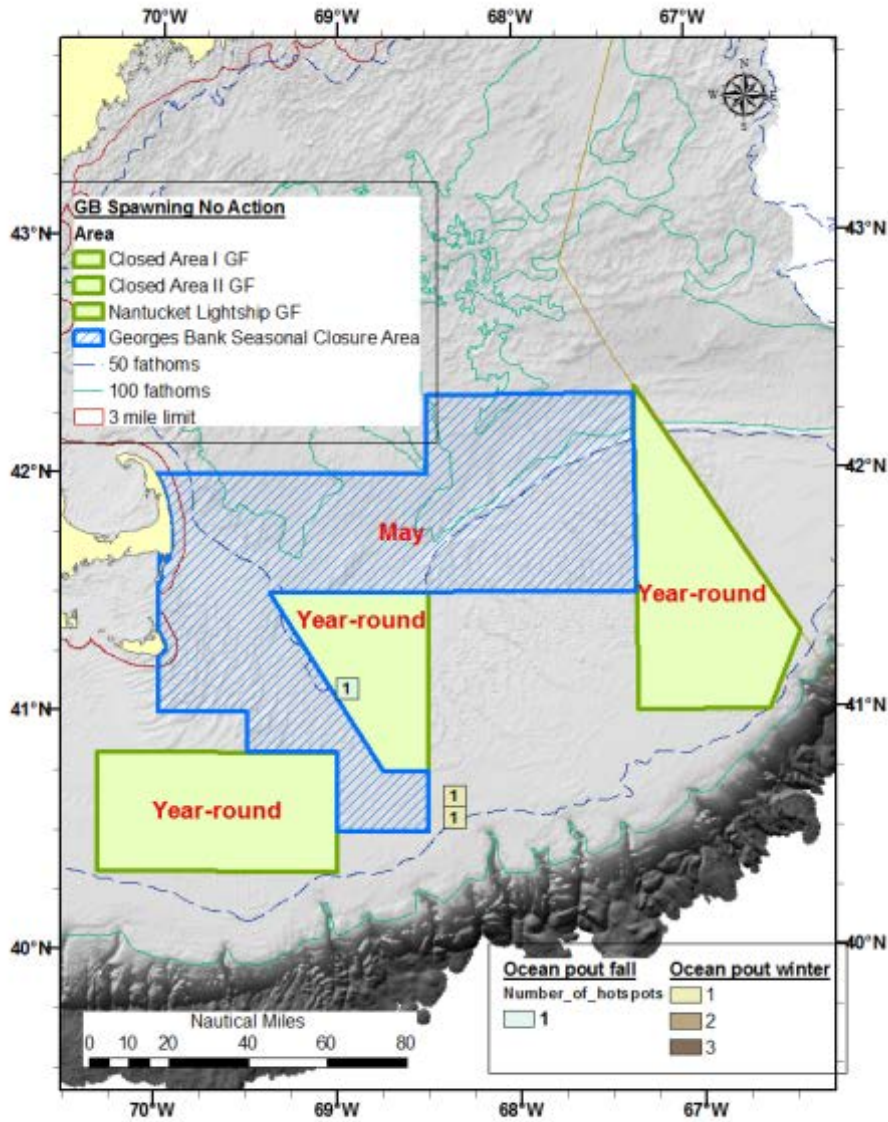 70°W 69°W 68°W 67°W
N
W E
S
GB Spawning No Action
Area
43°N 43°N
Closed Area I GF
Closed Area II GF
Nantucket Lightship GF
Georges Bank Seasonal Closure Area
50 fathoms
100 fathoms
3 mile limit
42°N 42°N
May
Year-round
Year-round
1
41°N 41°N
1
1
Year-round
40°N 40°N
Ocean pout fall Ocean pout winter
Number_of_hotspots 1
1 2
3
Nautical Miles
0 10 20 40 60 80
70°W 69°W 68°W 67°W